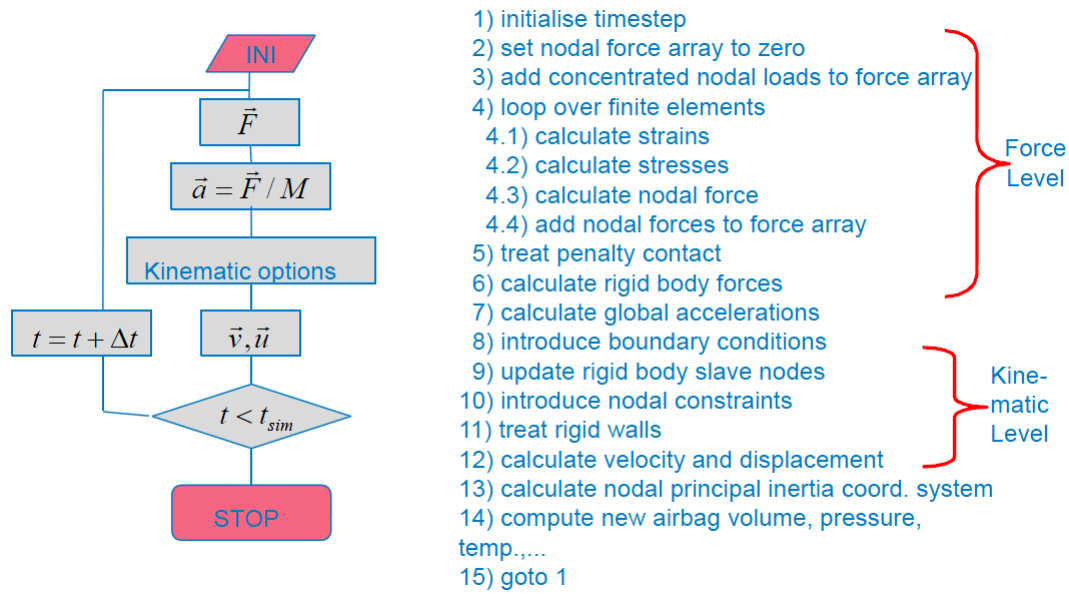 INI
F⃗
a⃗ = F⃗ / M
Kinematic options
t = t + Δt
v⃗, u⃗
t < t_sim
STOP
1) initialise timestep
2) set nodal force array to zero
3) add concentrated nodal loads to force array
4) loop over finite elements
4.1) calculate strains
4.2) calculate stresses
4.3) calculate nodal force
4.4) add nodal forces to force array
5) treat penalty contact
6) calculate rigid body forces
7) calculate global accelerations
8) introduce boundary conditions
9) update rigid body slave nodes
10) introduce nodal constraints
11) treat rigid walls
12) calculate velocity and displacement
13) calculate nodal principal inertia coord. system
14) compute new airbag volume, pressure,
temp.,...
15) goto 1
Force
Level
Kine-
matic
Level